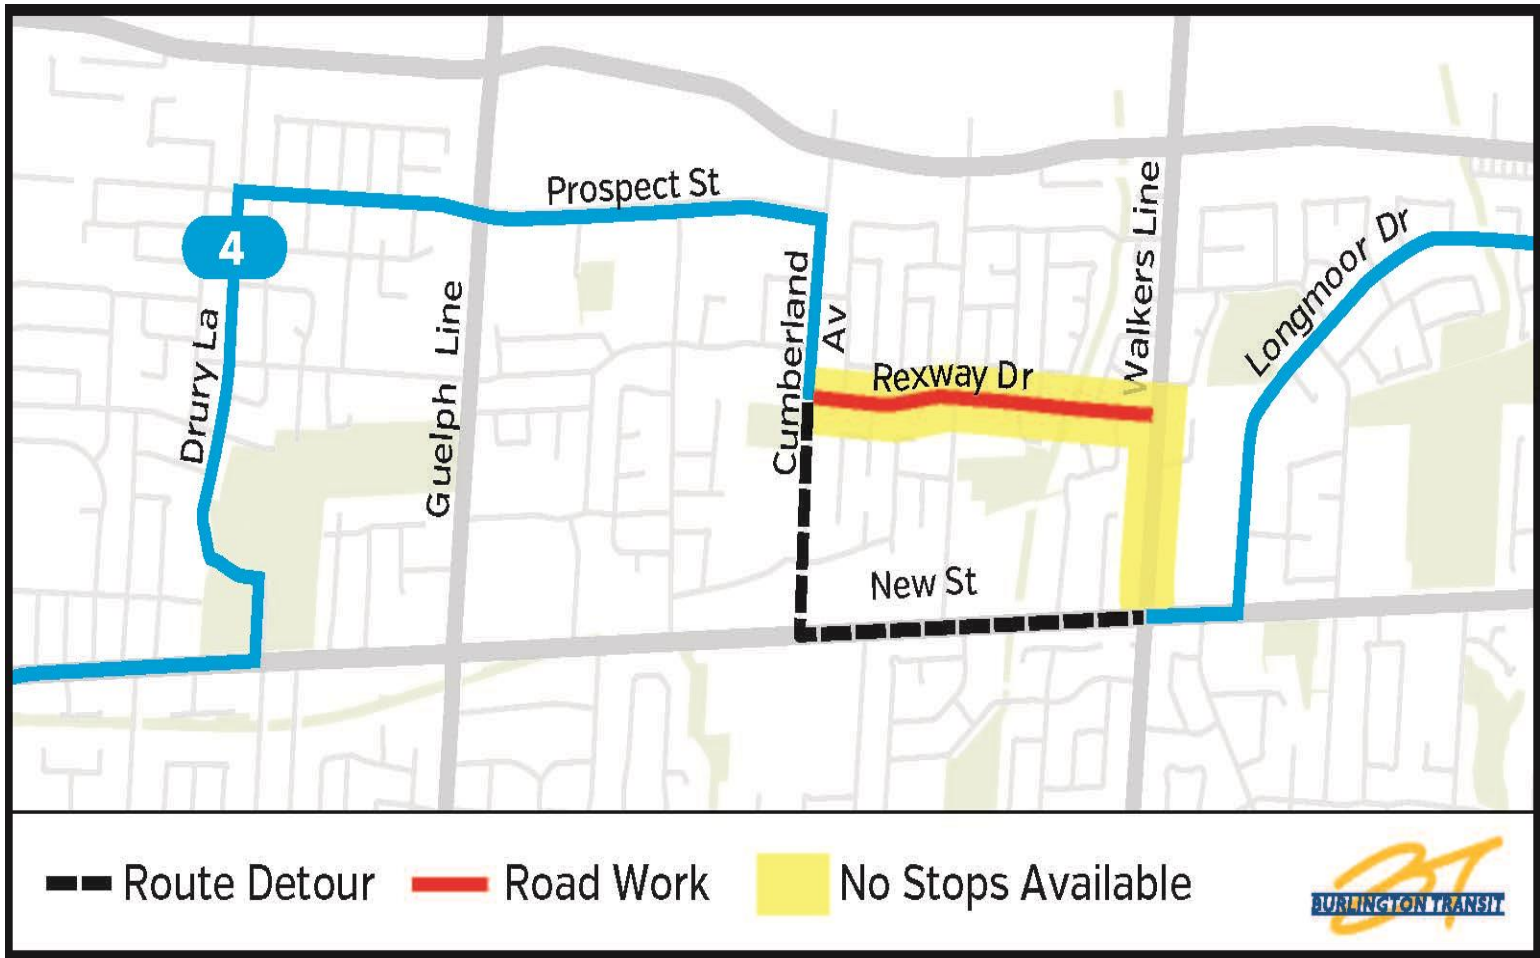 Prospect St
4
Drury La
Guelph Line
Cumberland
Av
Walkers Line
Longmoor Dr
Rexway Dr
New St
Route Detour
Road Work
No Stops Available
BT
BURLINGTON TRANSIT